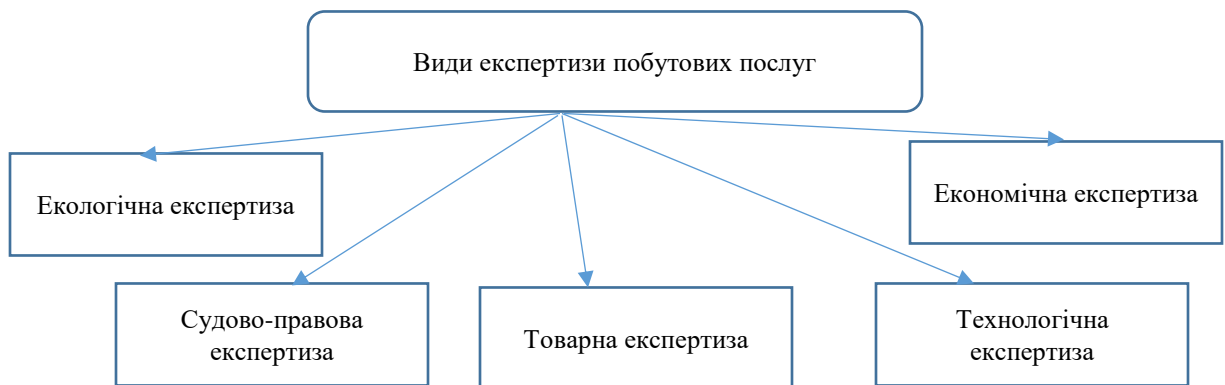 Види експертизи побутових послуг
Екологічна експертиза
Економічна експертиза
Судово-правова
експертиза
Товарна експертиза
Технологічна
експертиза